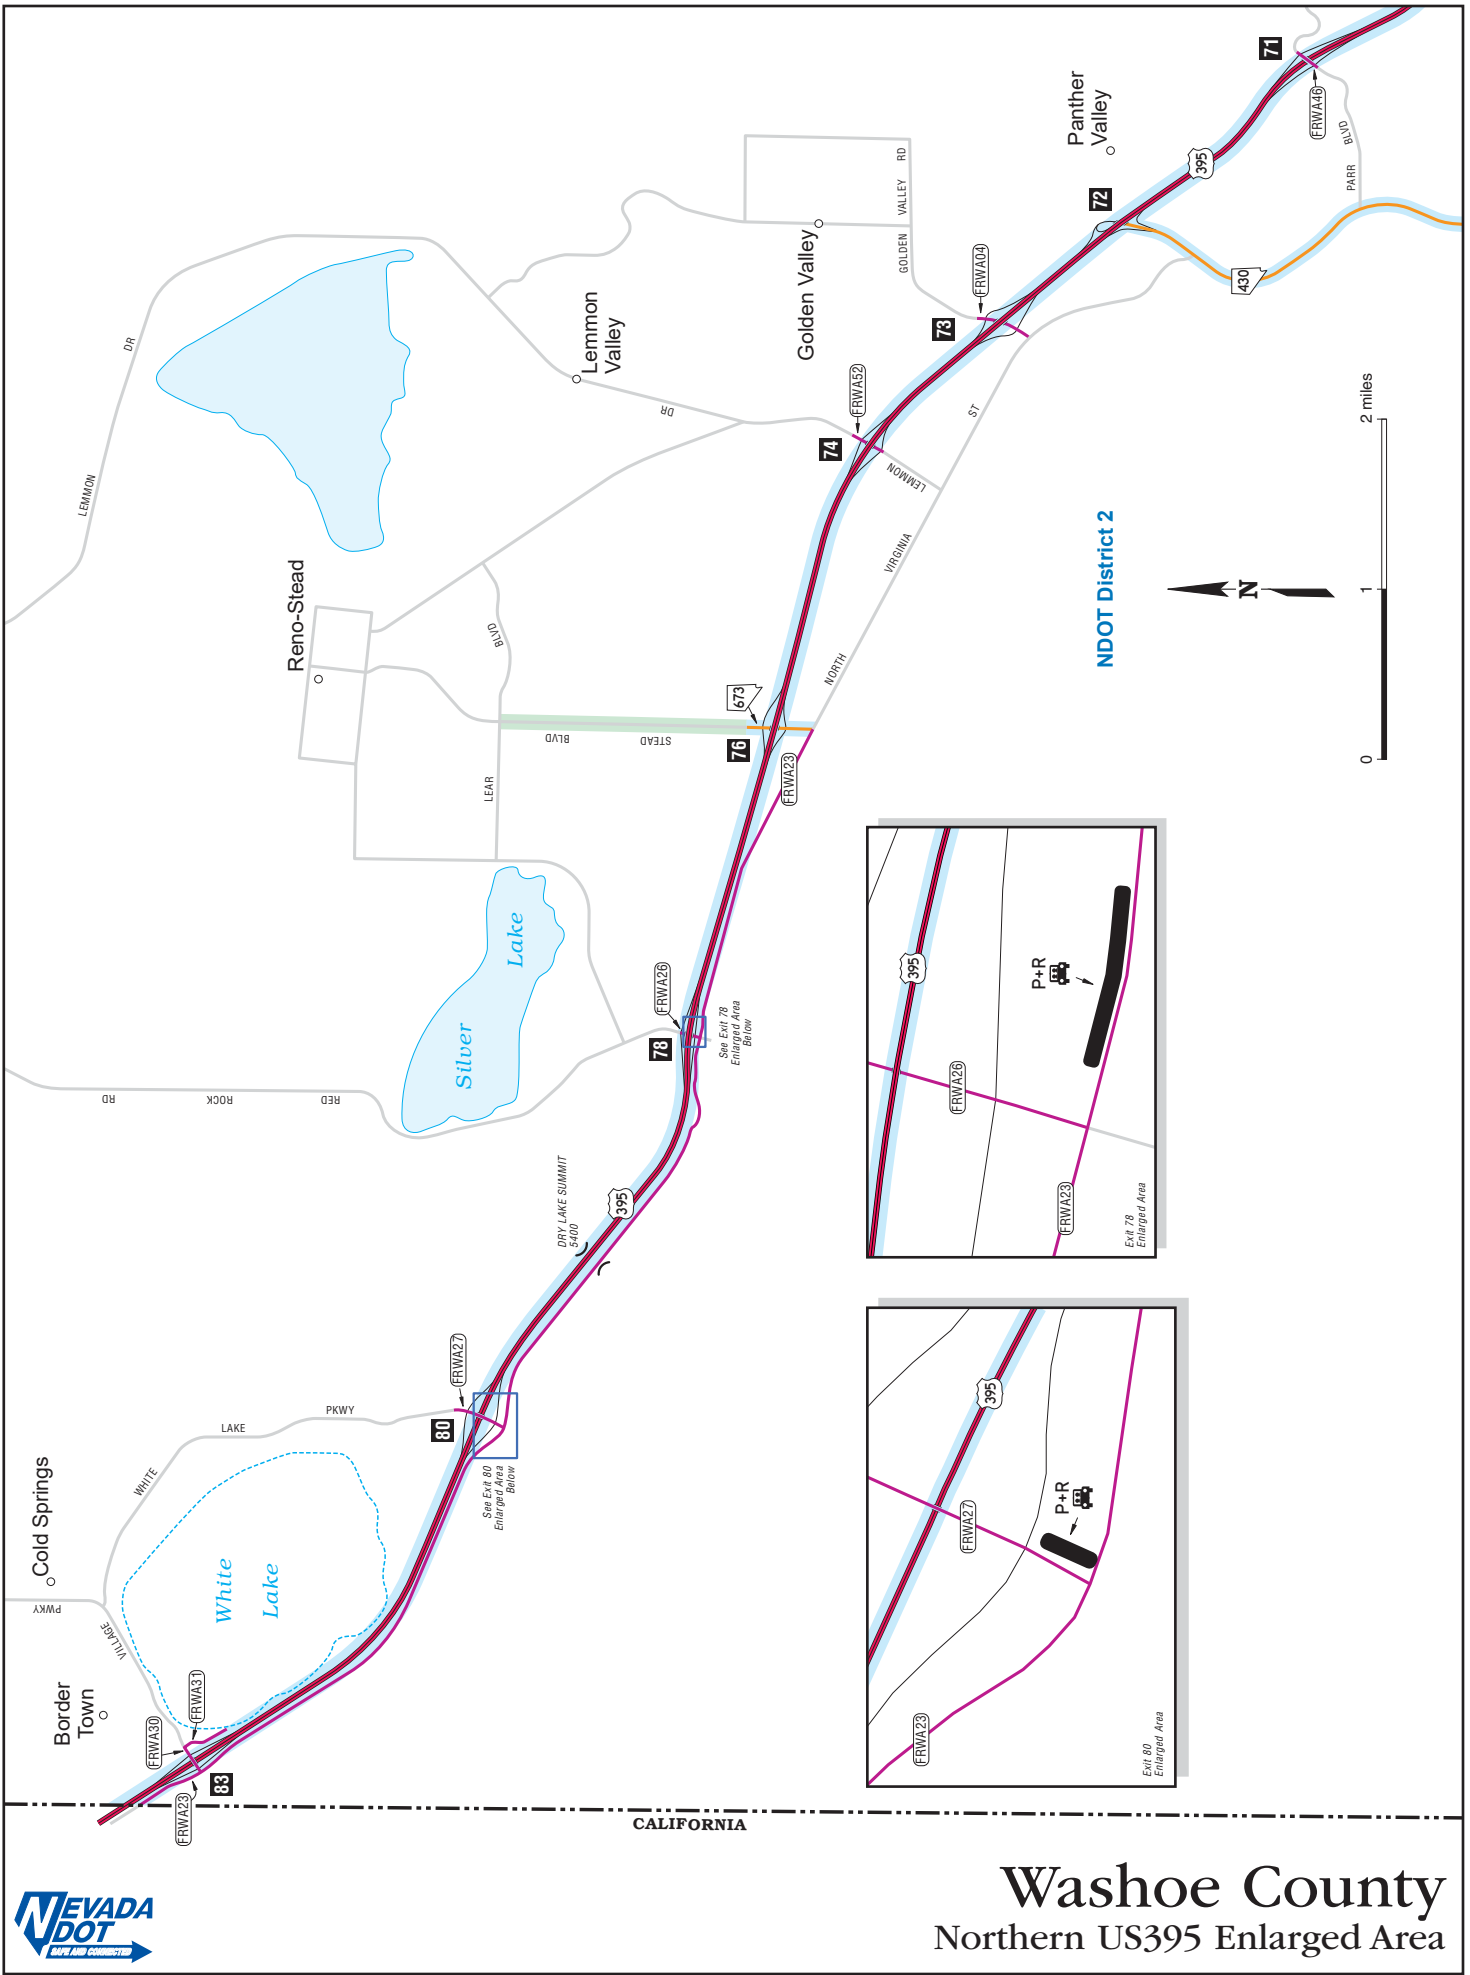 71
FRWA46
BLVD
PARR
Panther
Valley
395
72
430
GOLDEN VALLEY RD
Golden Valley
FRWA04
73
LEMMON DR
Lemmon
Valley
DR
FRWA52
74
LEMMON
NORTH VIRGINIA ST
Reno-Stead
BLVD
LEAR
STEAD BLVD
673
76
FRWA23
NDOT District 2
N
0 1 2 miles
Silver Lake
FRWA26
78
See Exit 78
Enlarged Area
Below
RED ROCK RD
DRY LAKE SUMMIT
5400
395
FRWA27
80
See Exit 80
Enlarged Area
Below
WHITE LAKE PKWY
Cold Springs
PWKY
VILLAGE
White
Lake
Border
Town
FRWA31
FRWA30
FRWA23
83
395
P+R
FRWA26
FRWA23
Exit 78
Enlarged Area
395
P+R
FRWA27
FRWA23
Exit 80
Enlarged Area
CALIFORNIA
NEVADA
DOT
SAFE AND CONNECTED
Washoe County
Northern US395 Enlarged Area